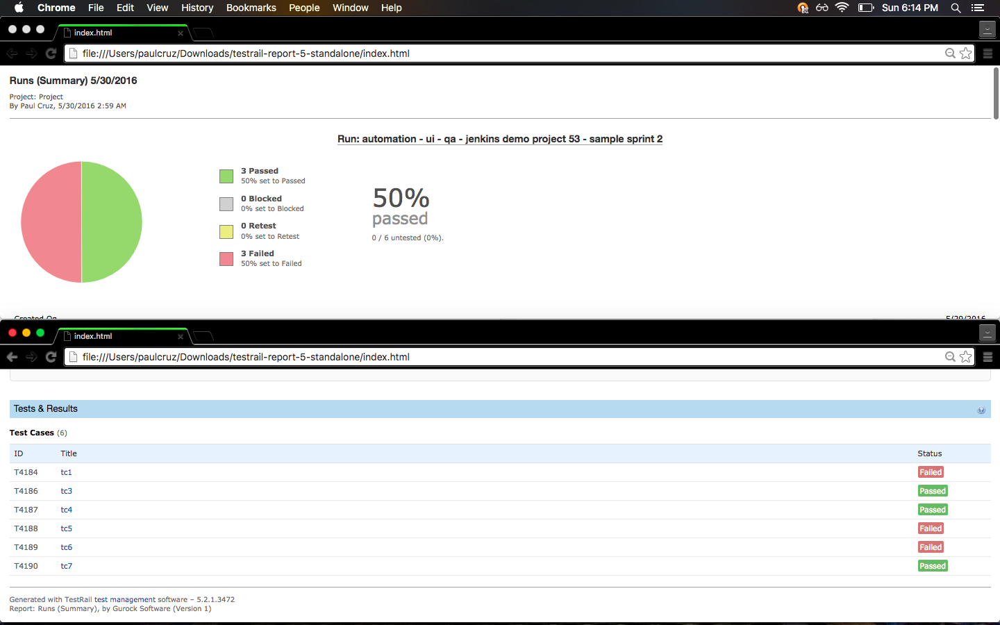 Chrome File Edit View History Bookmarks People Window Help Sun 6:14 PM
index.html
file:///Users/paulcruz/Downloads/testrail-report-5-standalone/index.html
Runs (Summary) 5/30/2016
Project: Project
By Paul Cruz, 5/30/2016 2:59 AM
Run: automation - ui - qa - jenkins demo project 53 - sample sprint 2
3 Passed
50% set to Passed
0 Blocked
0% set to Blocked
0 Retest
0% set to Retest
3 Failed
50% set to Failed
50%
passed
0 / 6 untested (0%).
Created On 5/29/2016
index.html
file:///Users/paulcruz/Downloads/testrail-report-5-standalone/index.html
Tests & Results
Test Cases (6)
ID Title Status
T4184 tc1 Failed
T4186 tc3 Passed
T4187 tc4 Passed
T4188 tc5 Failed
T4189 tc6 Failed
T4190 tc7 Passed
Generated with TestRail test management software – 5.2.1.3472
Report: Runs (Summary), by Gurock Software (Version 1)